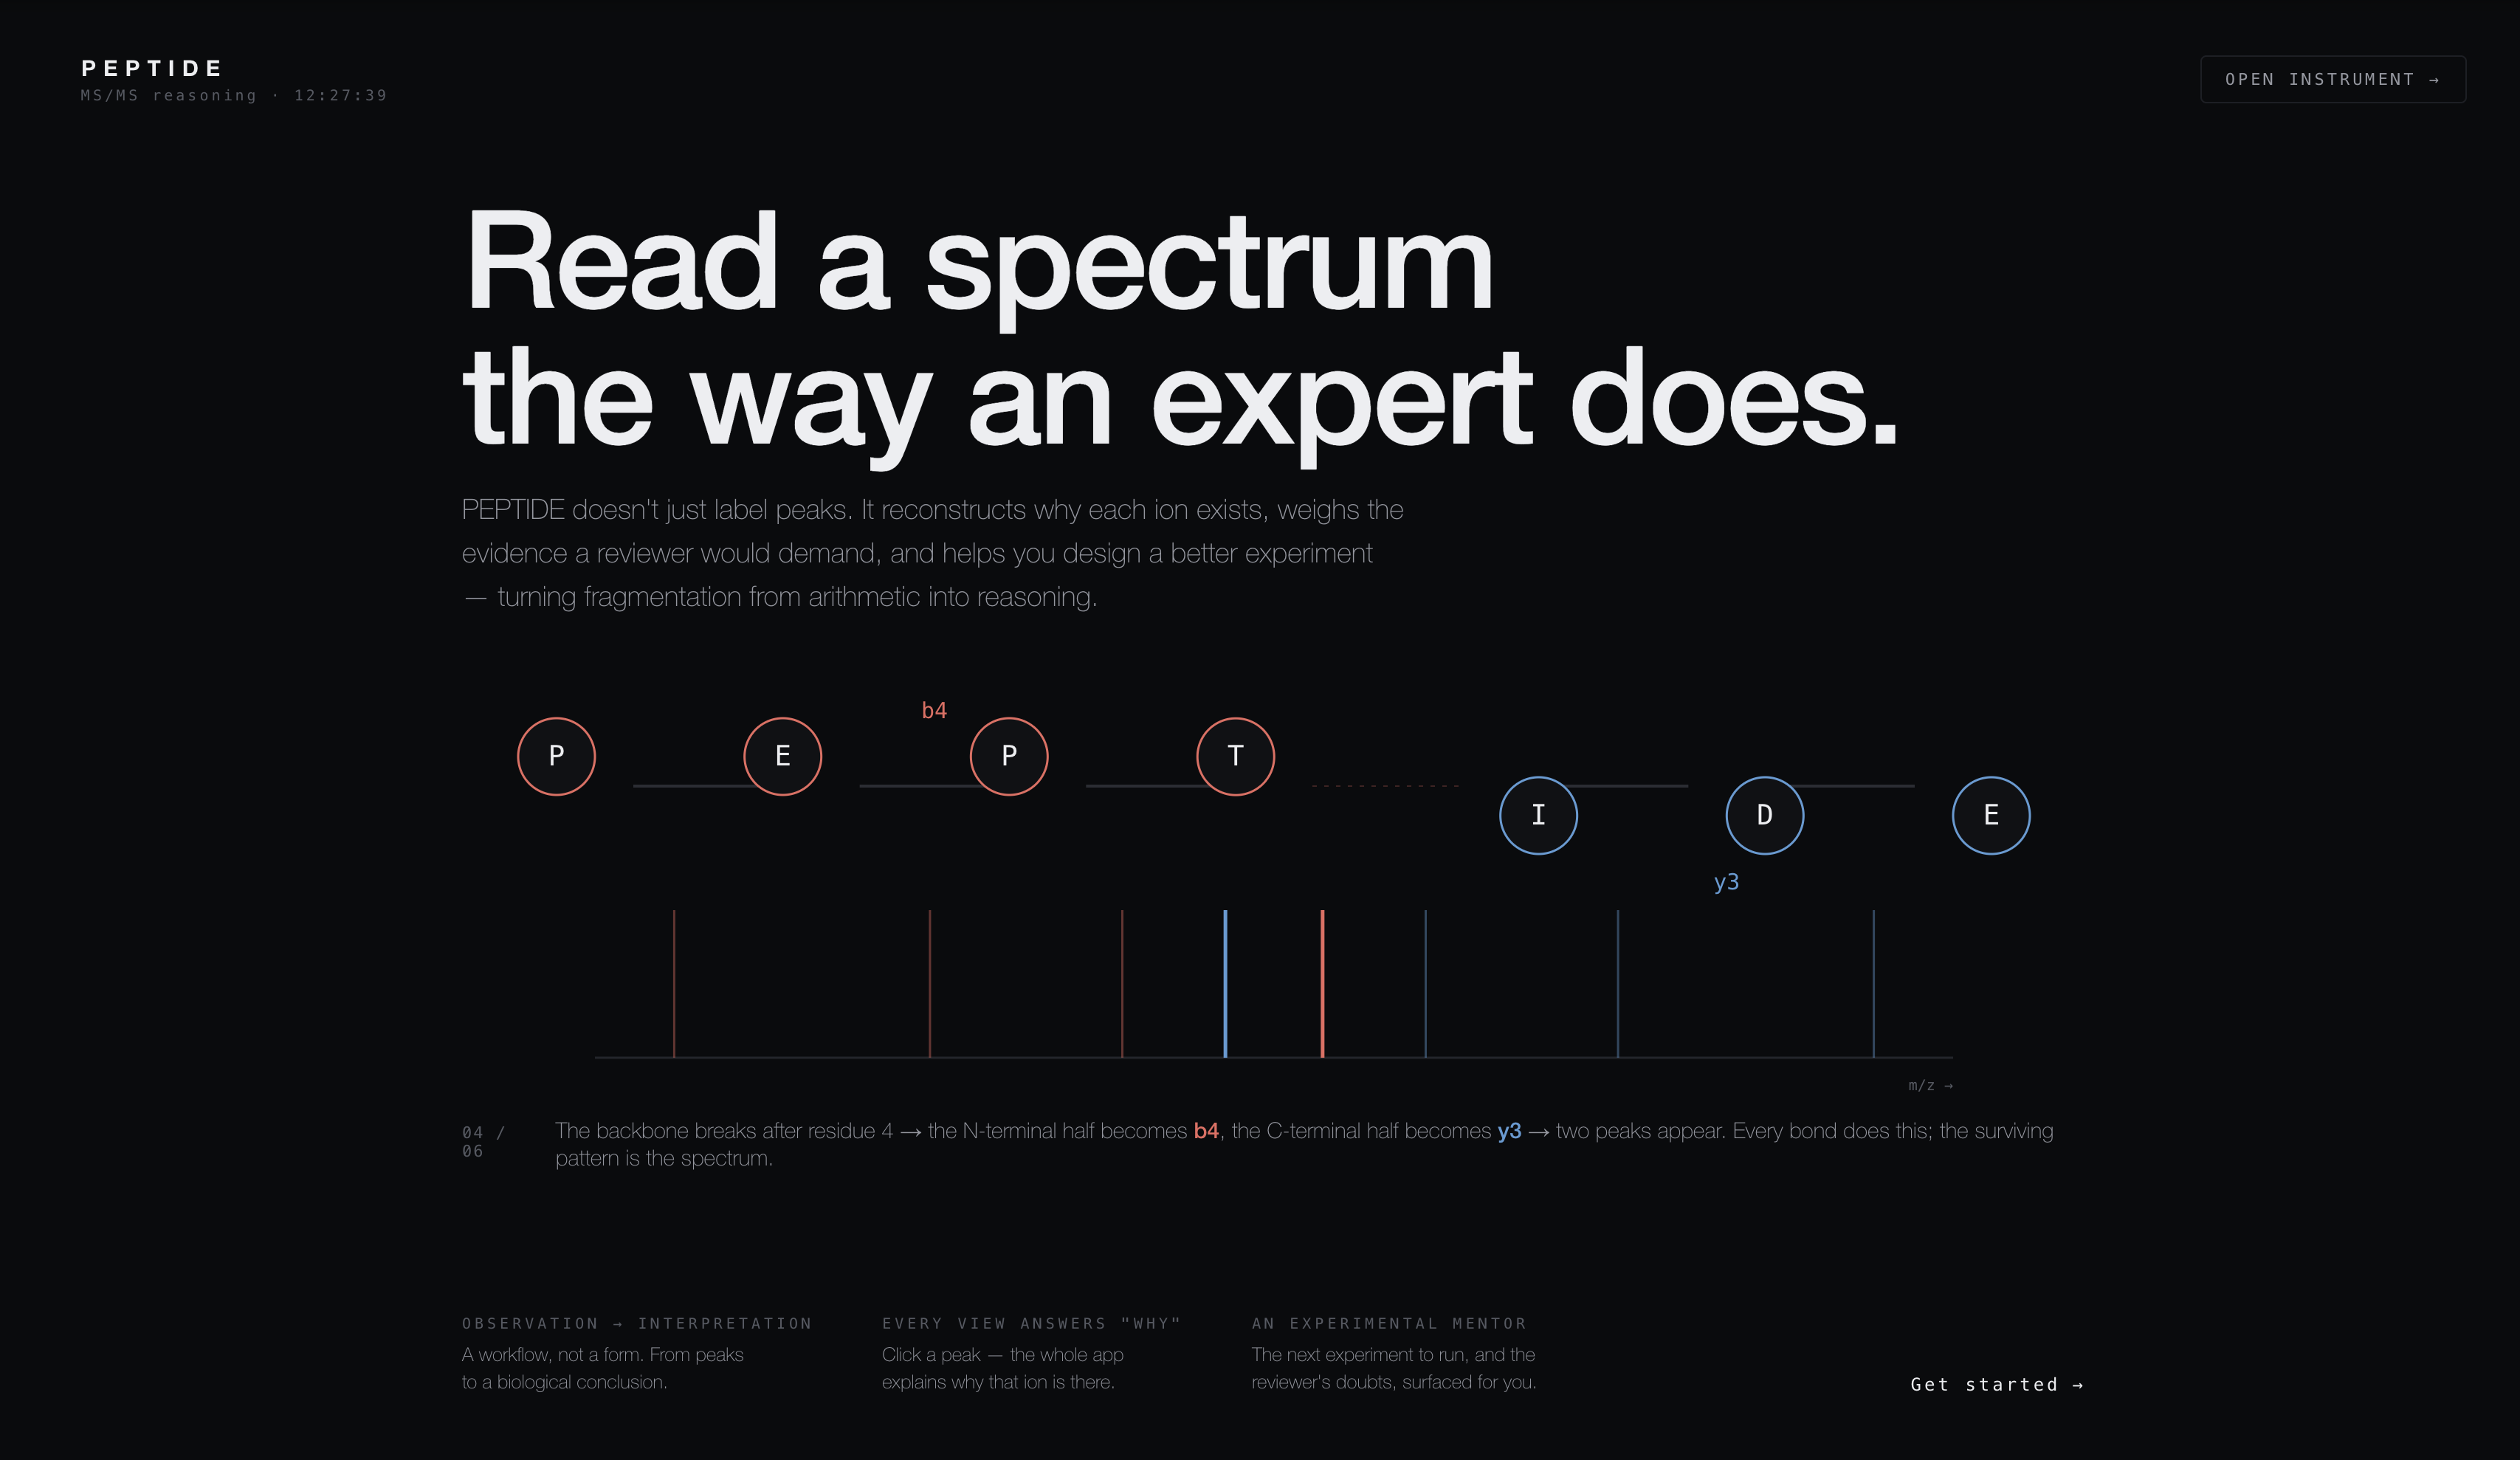 PEPTIDE
MS/MS reasoning · 12:27:39
OPEN INSTRUMENT →
Read a spectrum
the way an expert does.
PEPTIDE doesn't just label peaks. It reconstructs why each ion exists, weighs the
evidence a reviewer would demand, and helps you design a better experiment
— turning fragmentation from arithmetic into reasoning.
b4
P E P T I D E
y3
m/z →
04 /
06
The backbone breaks after residue 4 → the N-terminal half becomes b4, the C-terminal half becomes y3 → two peaks appear. Every bond does this; the surviving
pattern is the spectrum.
OBSERVATION → INTERPRETATION
A workflow, not a form. From peaks
to a biological conclusion.
EVERY VIEW ANSWERS "WHY"
Click a peak — the whole app
explains why that ion is there.
AN EXPERIMENTAL MENTOR
The next experiment to run, and the
reviewer's doubts, surfaced for you.
Get started →